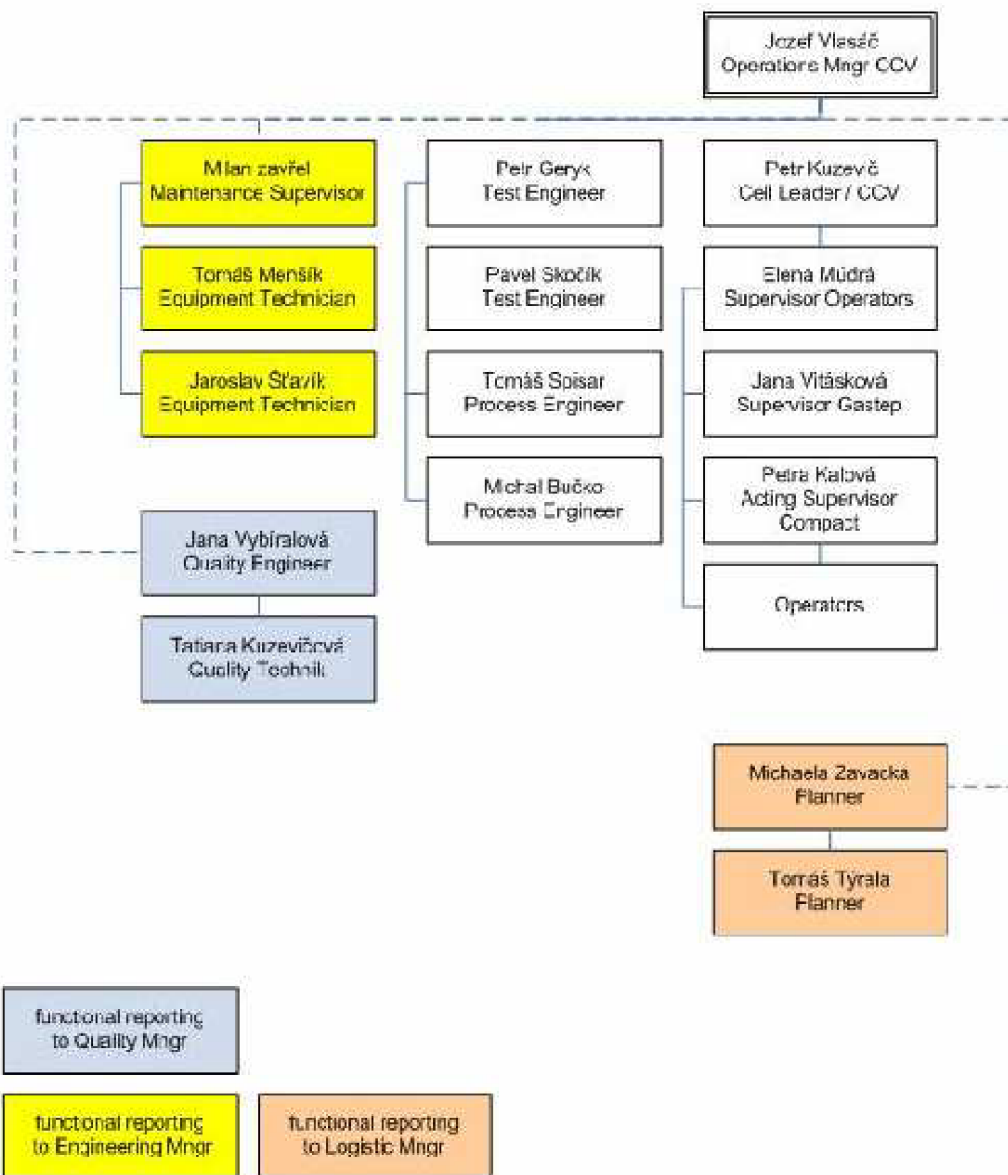 Jozef Vlasáč
Operations Mngr CCV
Milan zavřel
Maintenance Supervisor
Tomáš Menšík
Equipment Technician
Jaroslav Šťavík
Equipment Technician
Petr Geryk
Test Engineer
Pavel Skočík
Test Engineer
Tomáš Spisar
Process Engineer
Michal Bučko
Process Engineer
Petr Kuzevič
Cell Leader / CCV
Elena Múdrá
Supervisor Operators
Jana Vitásková
Supervisor Gastep
Petra Kalová
Acting Supervisor
Compact
Operators
Jana Vybíralová
Quality Engineer
Tatiana Kuzevičová
Quality Technik
Michaela Zavacka
Planner
Tomáš Týrala
Planner
functional reporting
to Quality Mngr
functional reporting
to Engineering Mngr
functional reporting
to Logistic Mngr